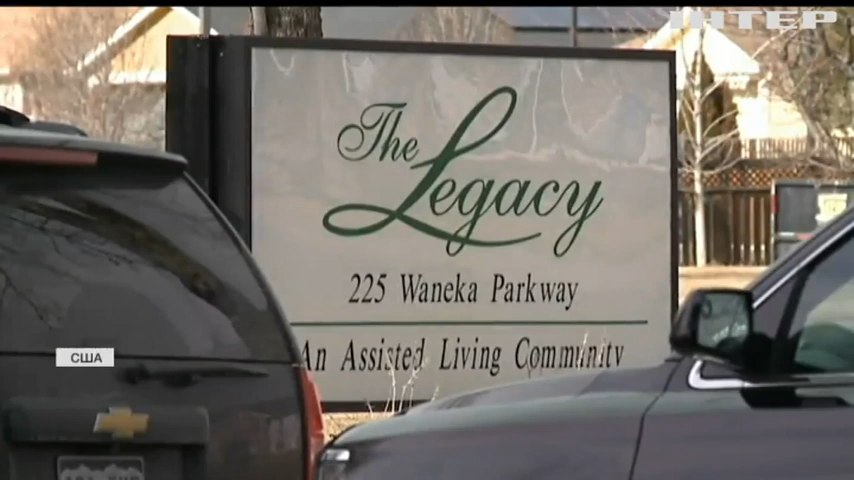 ІНТЕР
The
Legacy
225 Waneka Parkway
An Assisted Living Community
США